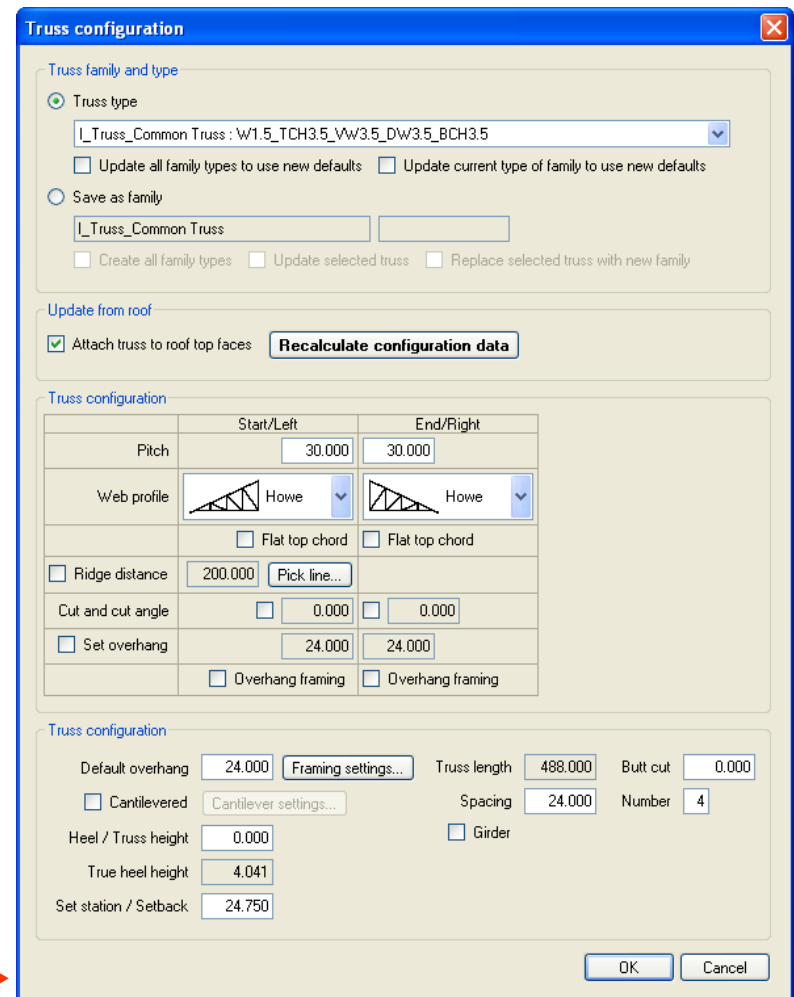 Truss configuration
Truss family and type
Truss type
I_Truss_Common Truss : W1.5_TCH3.5_VW3.5_DW3.5_BCH3.5
Update all family types to use new defaults Update current type of family to use new defaults
Save as family
I_Truss_Common Truss
Create all family types Update selected truss Replace selected truss with new family
Update from roof
Attach truss to roof top faces Recalculate configuration data
Truss configuration
Start/Left End/Right
Pitch 30.000 30.000
Web profile Howe Howe
Flat top chord Flat top chord
Ridge distance 200.000 Pick line...
Cut and cut angle 0.000 0.000
Set overhang 24.000 24.000
Overhang framing Overhang framing
Truss configuration
Default overhang 24.000 Framing settings... Truss length 488.000 Butt cut 0.000
Cantilevered Cantilever settings... Spacing 24.000 Number 4
Heel / Truss height 0.000 Girder
True heel height 4.041
Set station / Setback 24.750
OK Cancel